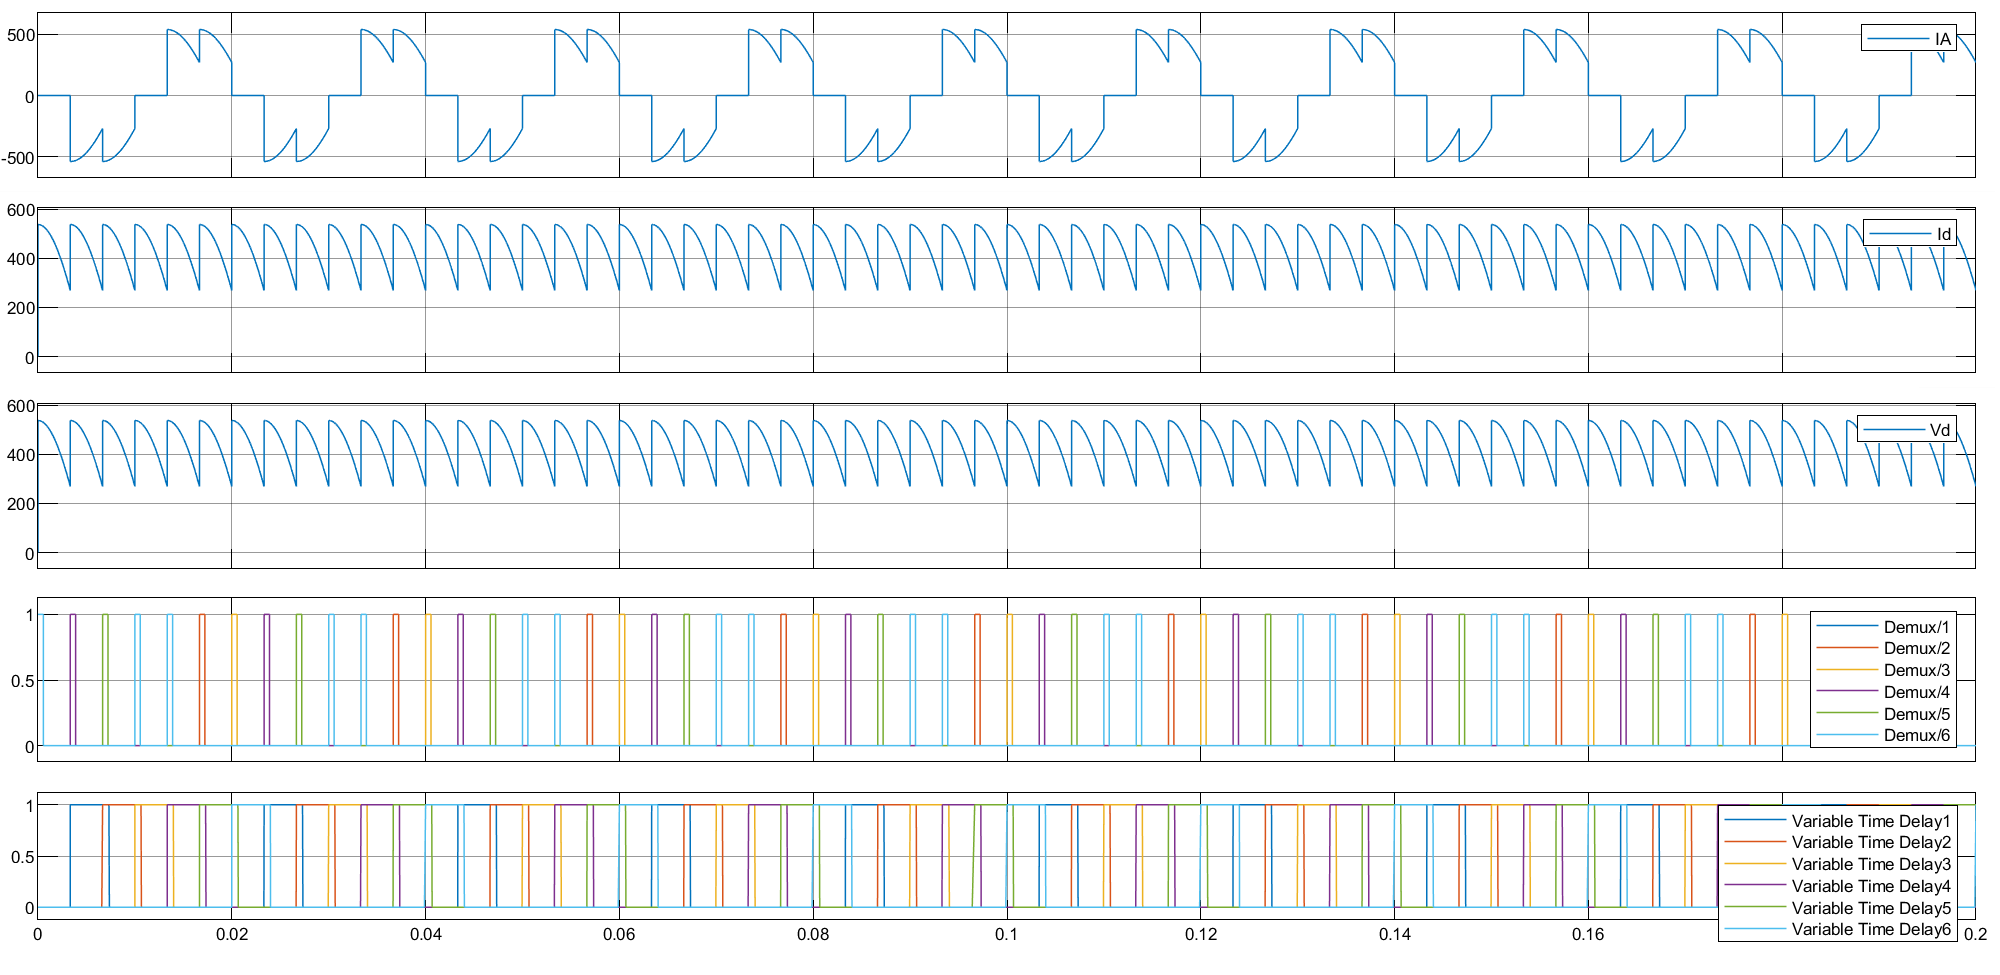 500
0
-500
IA
600
400
200
0
Id
600
400
200
0
Vd
1
0.5
0
Demux/1
Demux/2
Demux/3
Demux/4
Demux/5
Demux/6
1
0.5
0
Variable Time Delay1
Variable Time Delay2
Variable Time Delay3
Variable Time Delay4
Variable Time Delay5
Variable Time Delay6
0 0.02 0.04 0.06 0.08 0.1 0.12 0.14 0.16 0.2